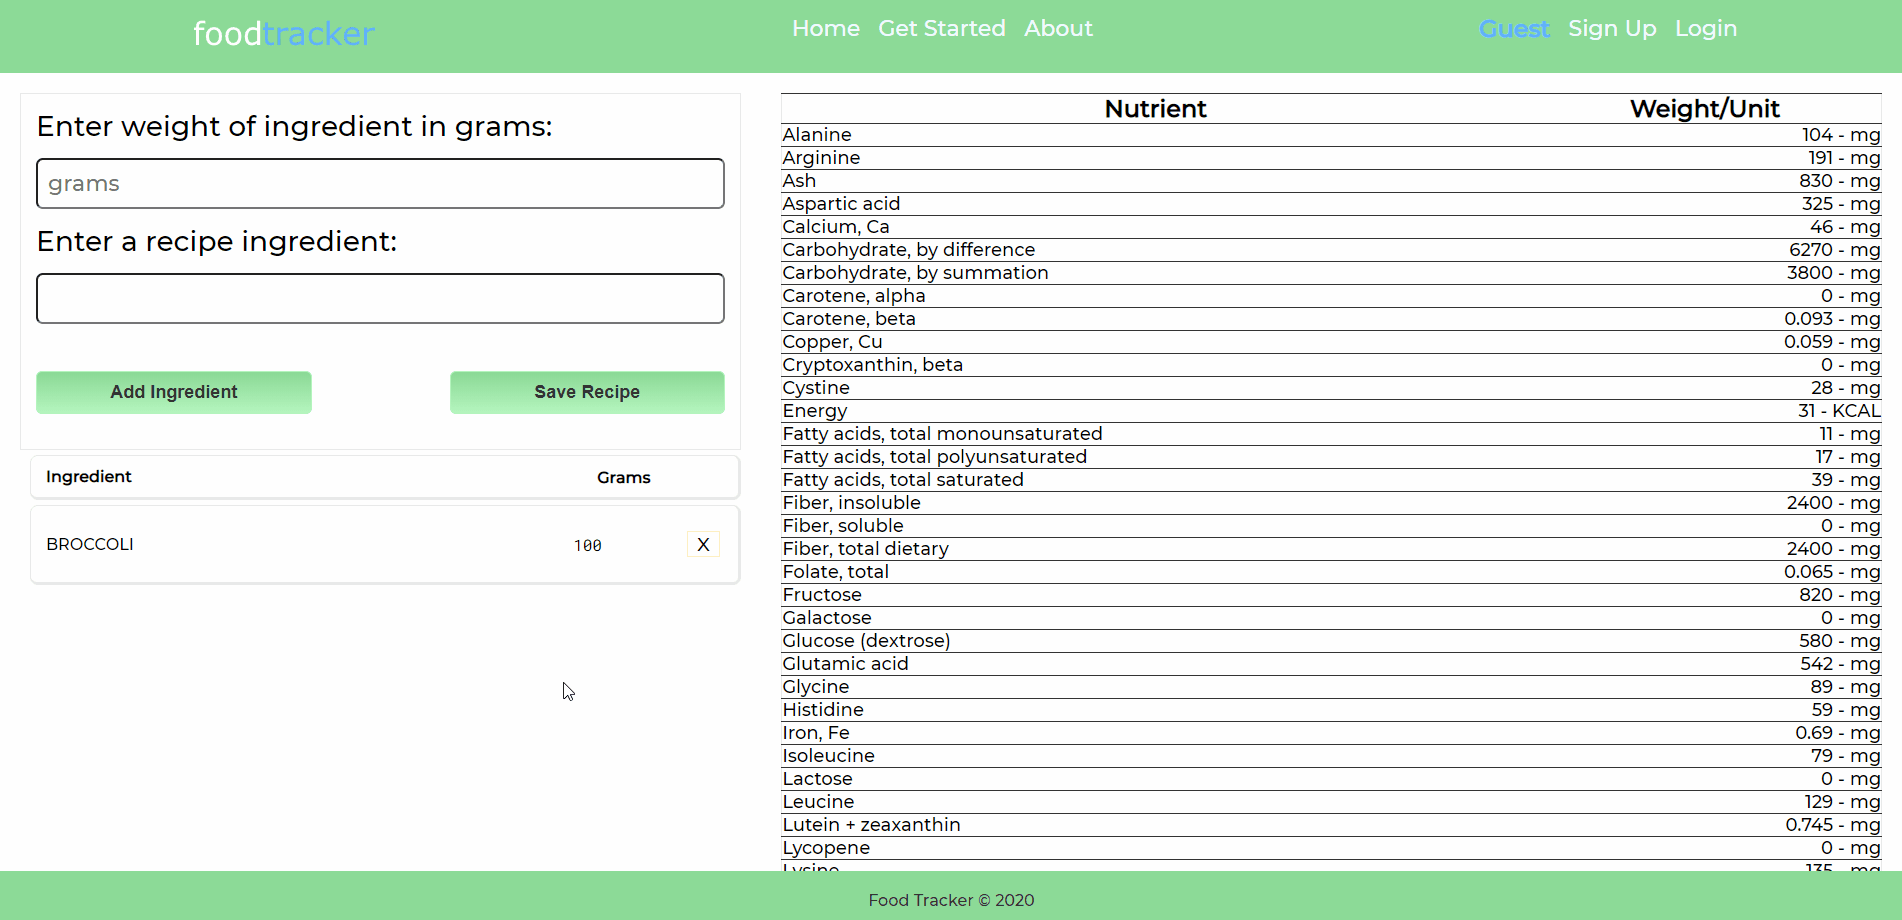 foodtracker
Home Get Started About
Guest Sign Up Login
Enter weight of ingredient in grams:
grams
Enter a recipe ingredient:
Add Ingredient Save Recipe
Ingredient Grams
BROCCOLI 100 X
Nutrient Weight/Unit
Alanine 104 - mg
Arginine 191 - mg
Ash 830 - mg
Aspartic acid 325 - mg
Calcium, Ca 46 - mg
Carbohydrate, by difference 6270 - mg
Carbohydrate, by summation 3800 - mg
Carotene, alpha 0 - mg
Carotene, beta 0.093 - mg
Copper, Cu 0.059 - mg
Cryptoxanthin, beta 0 - mg
Cystine 28 - mg
Energy 31 - KCAL
Fatty acids, total monounsaturated 11 - mg
Fatty acids, total polyunsaturated 17 - mg
Fatty acids, total saturated 39 - mg
Fiber, insoluble 2400 - mg
Fiber, soluble 0 - mg
Fiber, total dietary 2400 - mg
Folate, total 0.065 - mg
Fructose 820 - mg
Galactose 0 - mg
Glucose (dextrose) 580 - mg
Glutamic acid 542 - mg
Glycine 89 - mg
Histidine 59 - mg
Iron, Fe 0.69 - mg
Isoleucine 79 - mg
Lactose 0 - mg
Leucine 129 - mg
Lutein + zeaxanthin 0.745 - mg
Lycopene 0 - mg
Lysine 135 - mg
Food Tracker © 2020